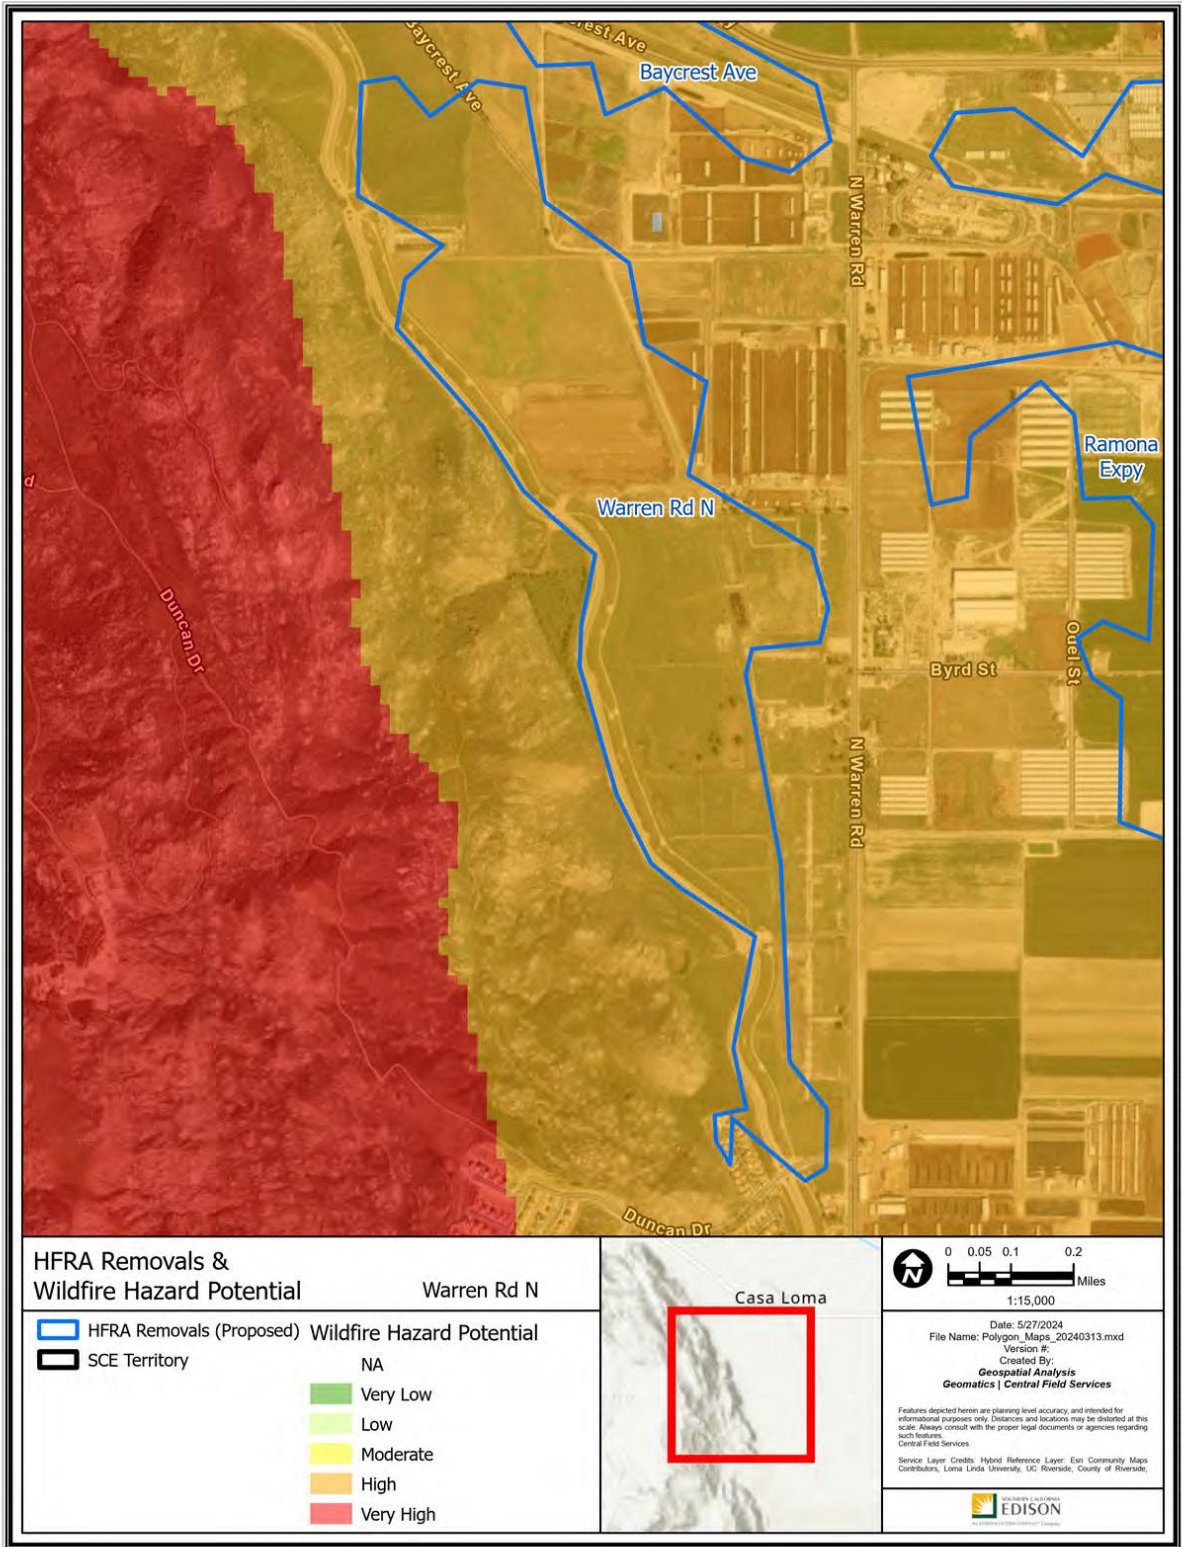 Baycrest Ave
crest Ave
Baycrest Ave
N Warren Rd
Ramona
Expy
d
Warren Rd N
Duncan Dr
Odel St
Byrd St
N Warren Rd
Duncan Dr
HFRA Removals &
Wildfire Hazard Potential
Warren Rd N
HFRA Removals (Proposed)
SCE Territory
Wildfire Hazard Potential
NA
Very Low
Low
Moderate
High
Very High
Casa Loma
N
0 0.05 0.1 0.2
Miles
1:15,000
Date: 5/27/2024
File Name: Polygon_Maps_20240313.mxd
Version #:
Created By:
Geospatial Analysis
Geomatics | Central Field Services
Features depicted herein are planning level accuracy, and intended for
informational purposes only. Distances and locations may be distorted at this
scale. Always consult with the proper legal documents or agencies regarding
such features.
Central Field Services
Service Layer Credits: Hybrid Reference Layer: Esri Community Maps
Contributors, Loma Linda University, UC Riverside, County of Riverside,
SOUTHERN CALIFORNIA
EDISON